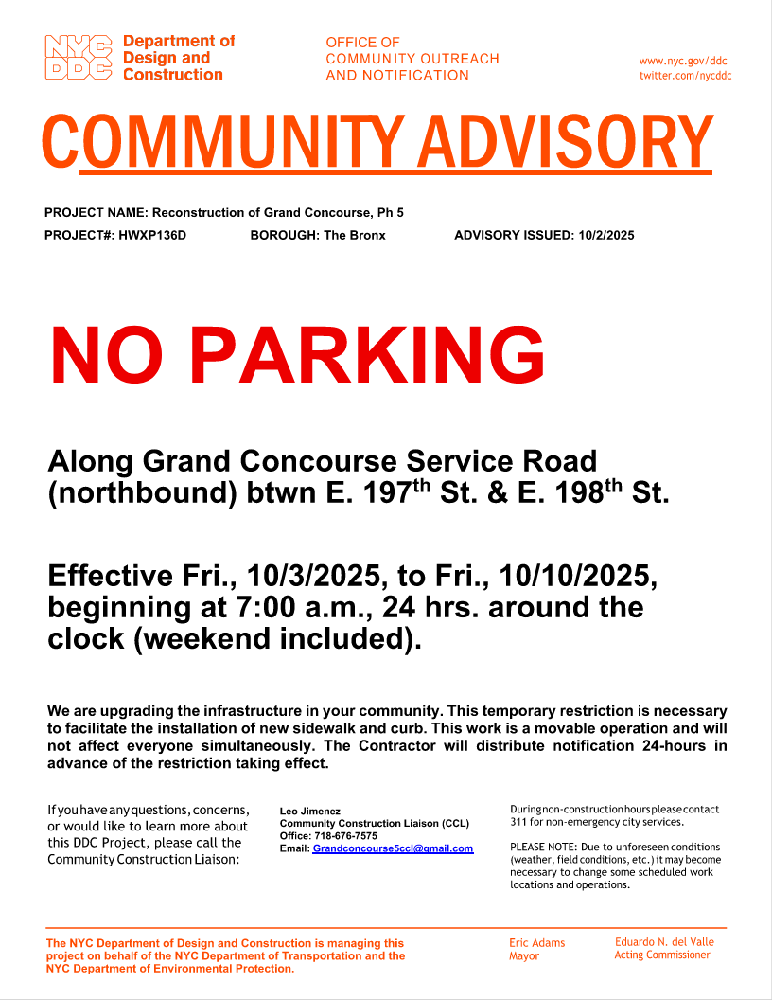 NYC
DDC
Department of
Design and
Construction
OFFICE OF
COMMUNITY OUTREACH
AND NOTIFICATION
www.nyc.gov/ddc
twitter.com/nycddc
COMMUNITY ADVISORY
PROJECT NAME: Reconstruction of Grand Concourse, Ph 5
PROJECT#: HWXP136D BOROUGH: The Bronx ADVISORY ISSUED: 10/2/2025
NO PARKING
Along Grand Concourse Service Road
(northbound) btwn E. 197th St. & E. 198th St.
Effective Fri., 10/3/2025, to Fri., 10/10/2025,
beginning at 7:00 a.m., 24 hrs. around the
clock (weekend included).
We are upgrading the infrastructure in your community. This temporary restriction is necessary
to facilitate the installation of new sidewalk and curb. This work is a movable operation and will
not affect everyone simultaneously. The Contractor will distribute notification 24-hours in
advance of the restriction taking effect.
If you have any questions, concerns,
or would like to learn more about
this DDC Project, please call the
Community Construction Liaison:
Leo Jimenez
Community Construction Liaison (CCL)
Office: 718-676-7575
Email: Grandconcourse5ccl@gmail.com
During non-construction hours please contact
311 for non-emergency city services.
PLEASE NOTE: Due to unforeseen conditions
(weather, field conditions, etc.) it may become
necessary to change some scheduled work
locations and operations.
The NYC Department of Design and Construction is managing this
project on behalf of the NYC Department of Transportation and the
NYC Department of Environmental Protection.
Eric Adams
Mayor
Eduardo N. del Valle
Acting Commissioner